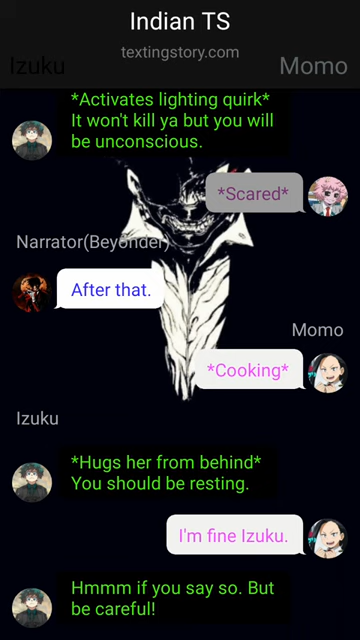 Indian TS
textingstory.com
Izuku
Momo
*Activates lighting quirk*
It won't kill ya but you will
be unconscious.
*Scared*
Narrator(Beyonder)
After that.
Momo
*Cooking*
Izuku
*Hugs her from behind*
You should be resting.
I'm fine Izuku.
Hmmm if you say so. But
be careful!